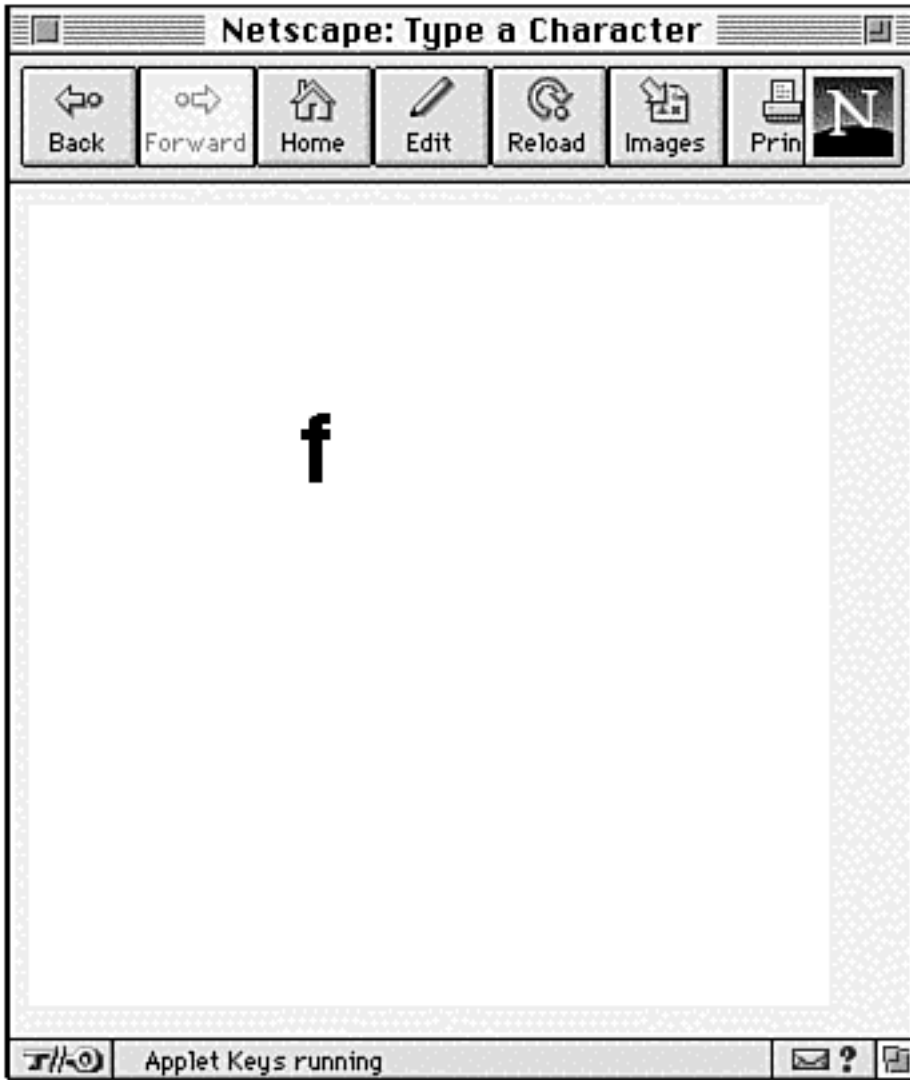 Netscape: Type a Character
Back Forward Home Edit Reload Images Prin N
f
Applet Keys running ?